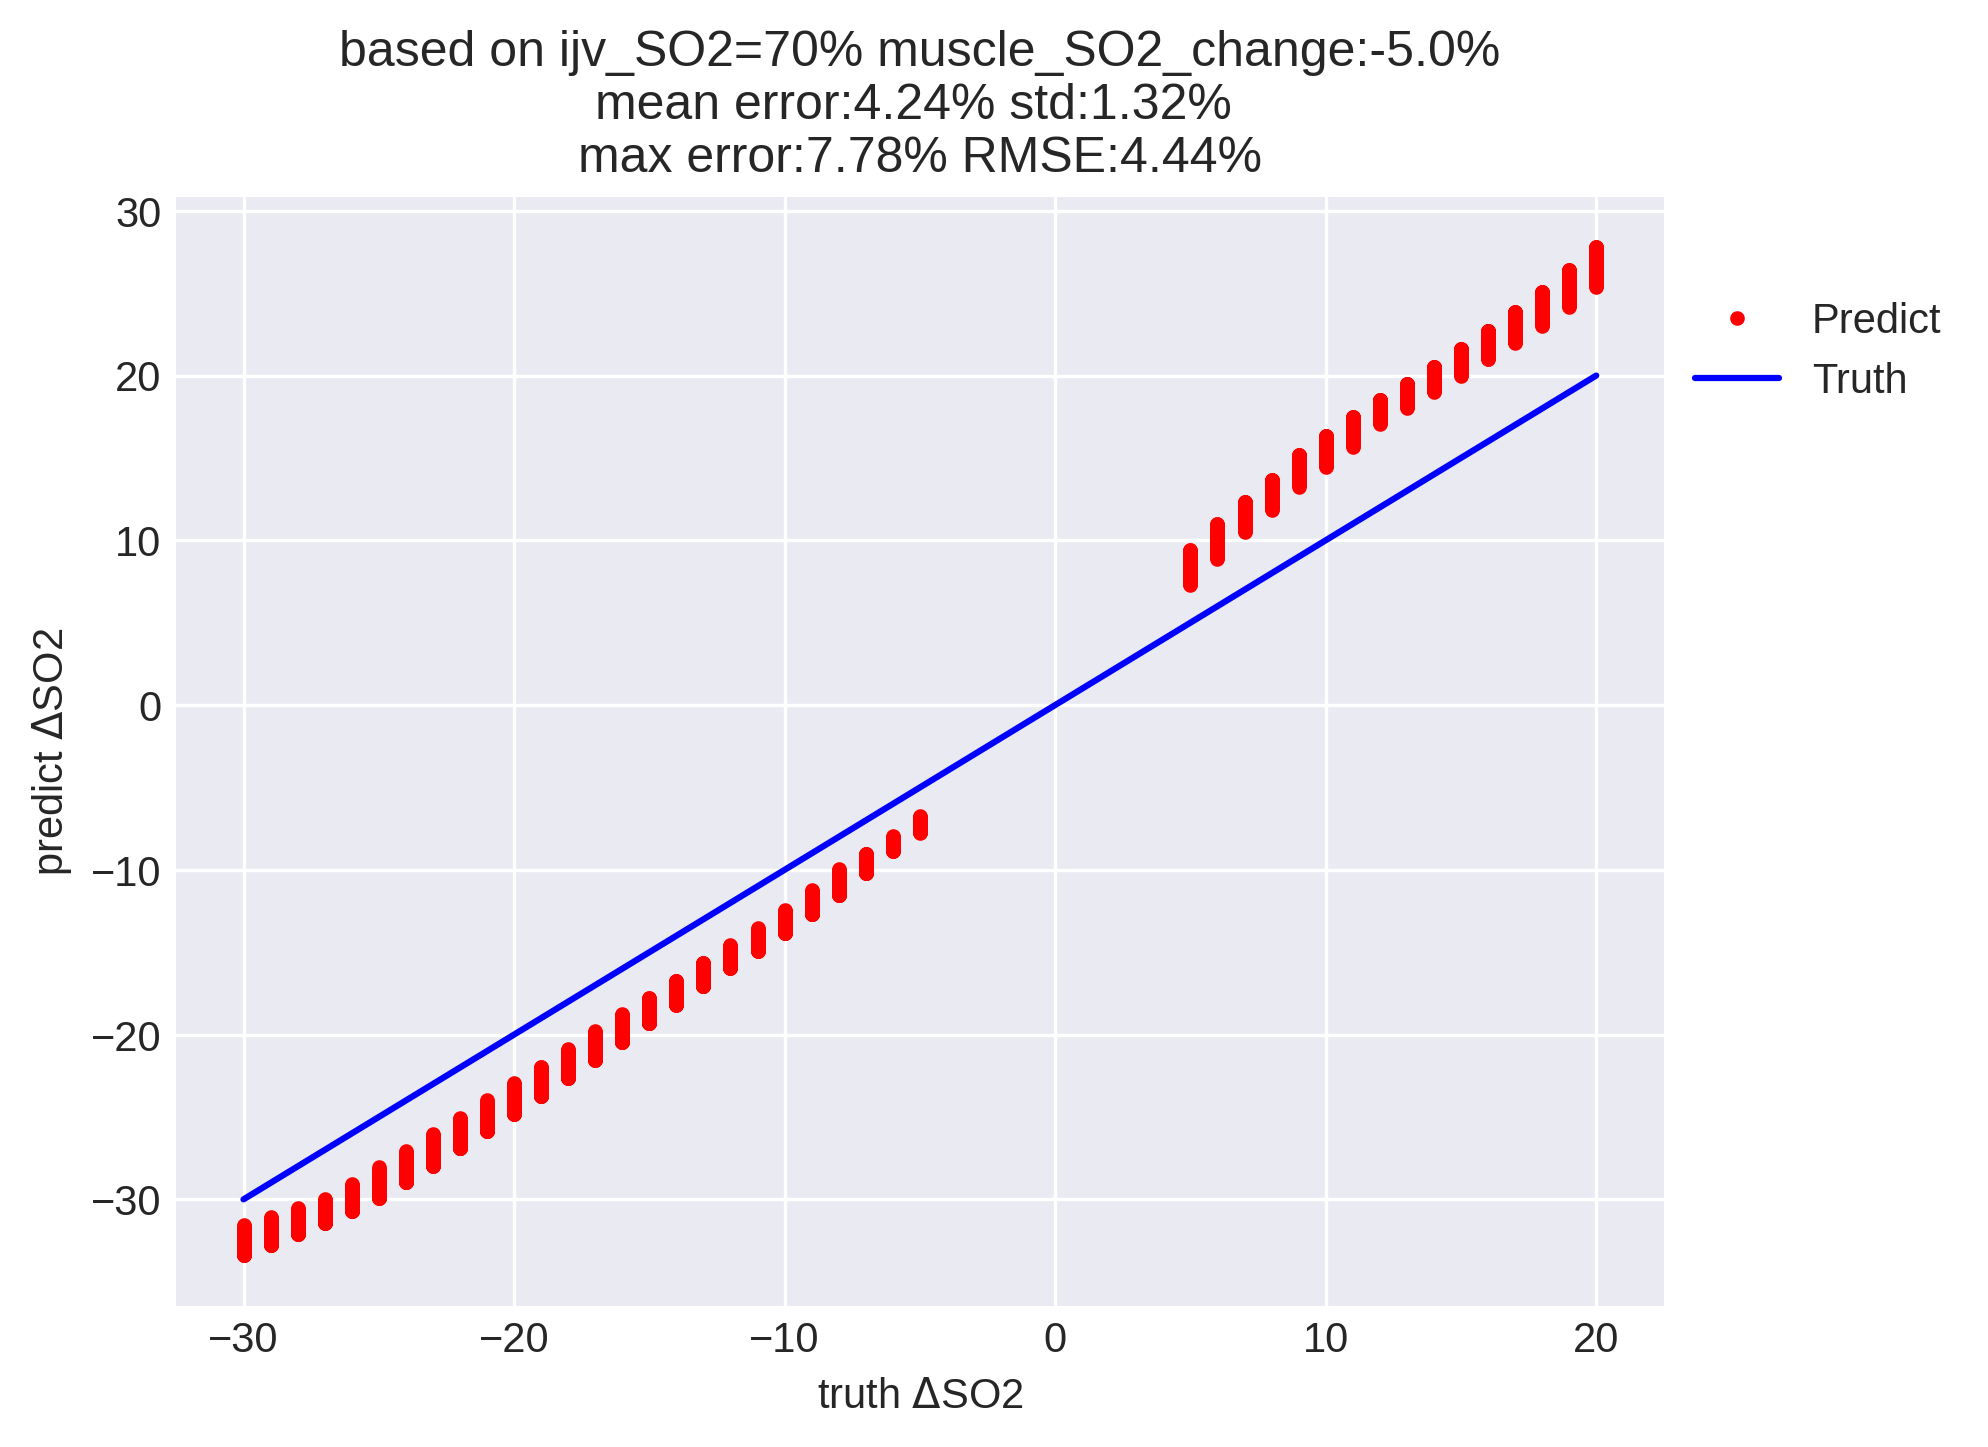 based on ijv_SO2=70% muscle_SO2_change:-5.0%
mean error:4.24% std:1.32%
max error:7.78% RMSE:4.44%
30
20
10
0
−10
−20
−30
predict ΔSO2
−30 −20 −10 0 10 20
truth ΔSO2
Predict
Truth